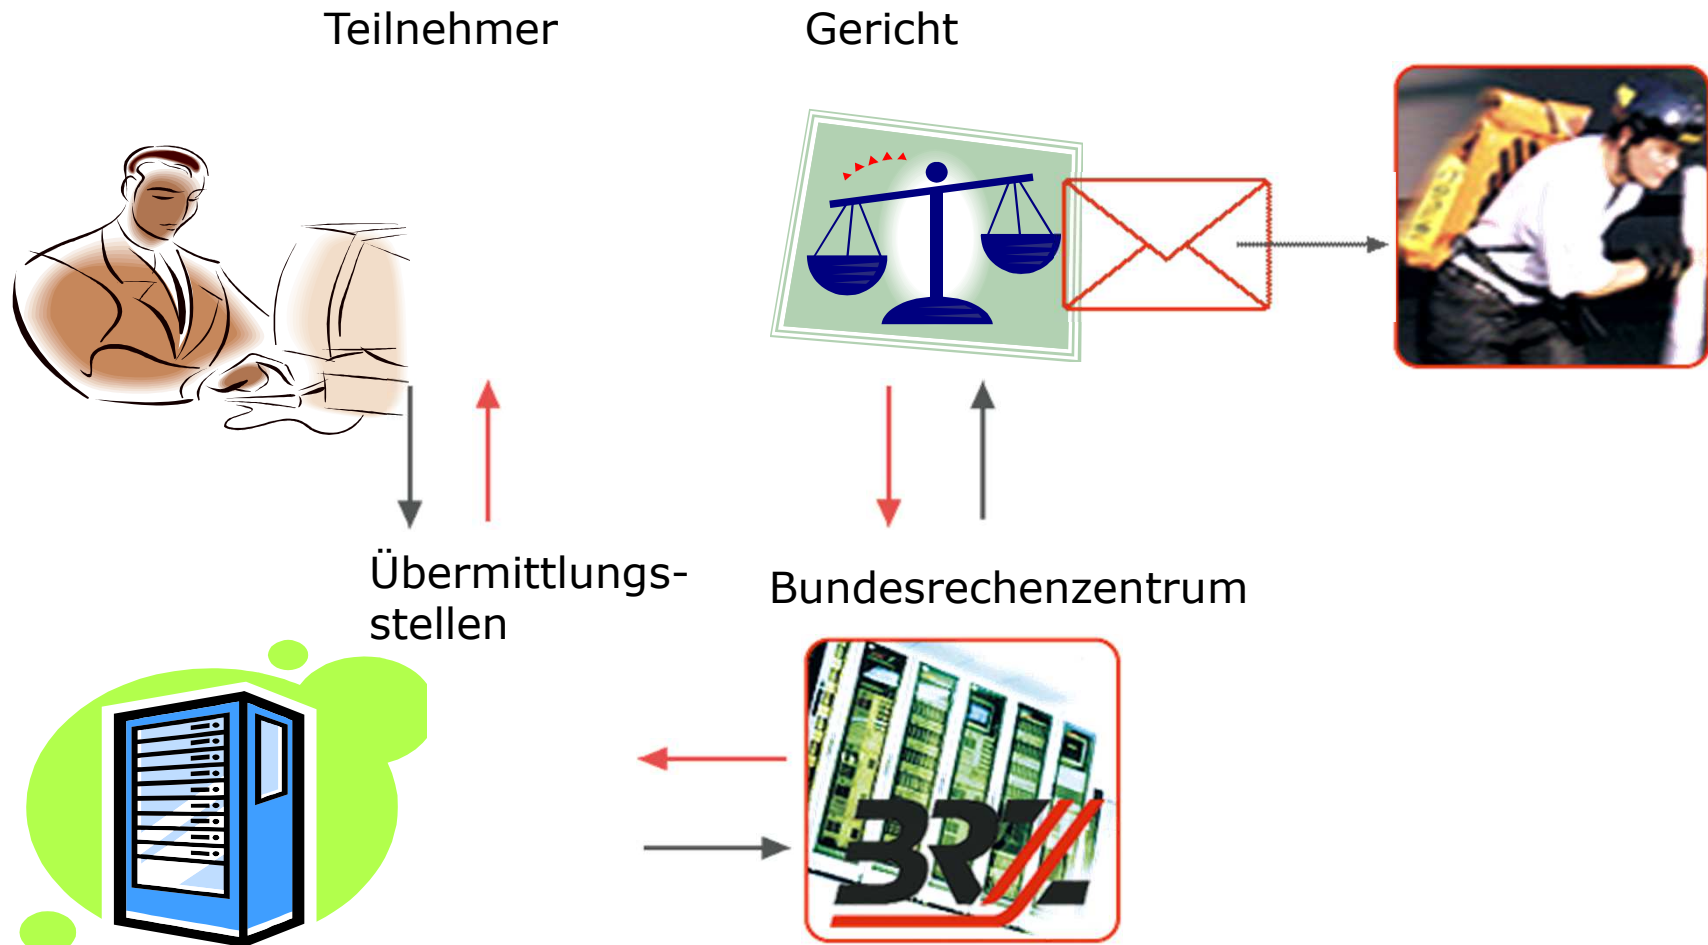 Teilnehmer
Gericht
Übermittlungs-
stellen
Bundesrechenzentrum
BRZ